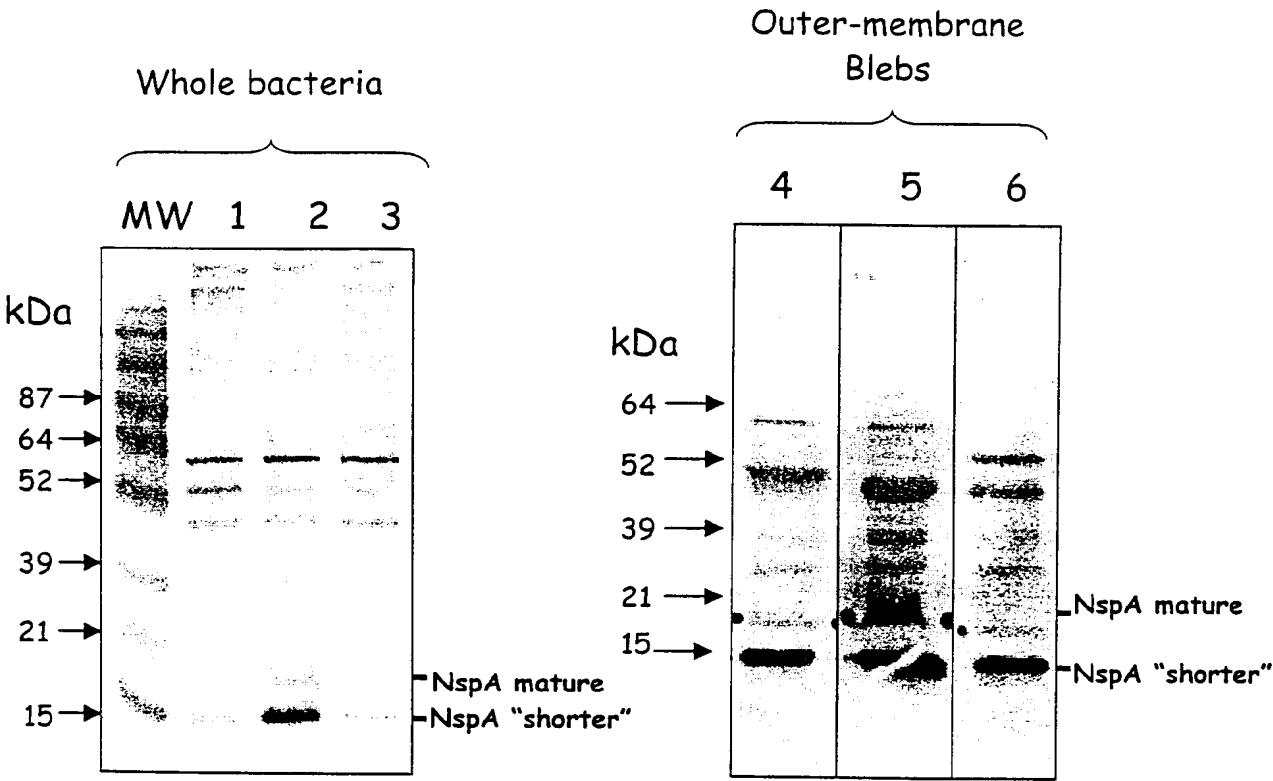 Whole bacteria
MW 1 2 3
kDa
87
64
52
39
21
15
NspA mature
NspA "shorter"
Outer-membrane
Blebs
4 5 6
kDa
64
52
39
21
15
NspA mature
NspA "shorter"